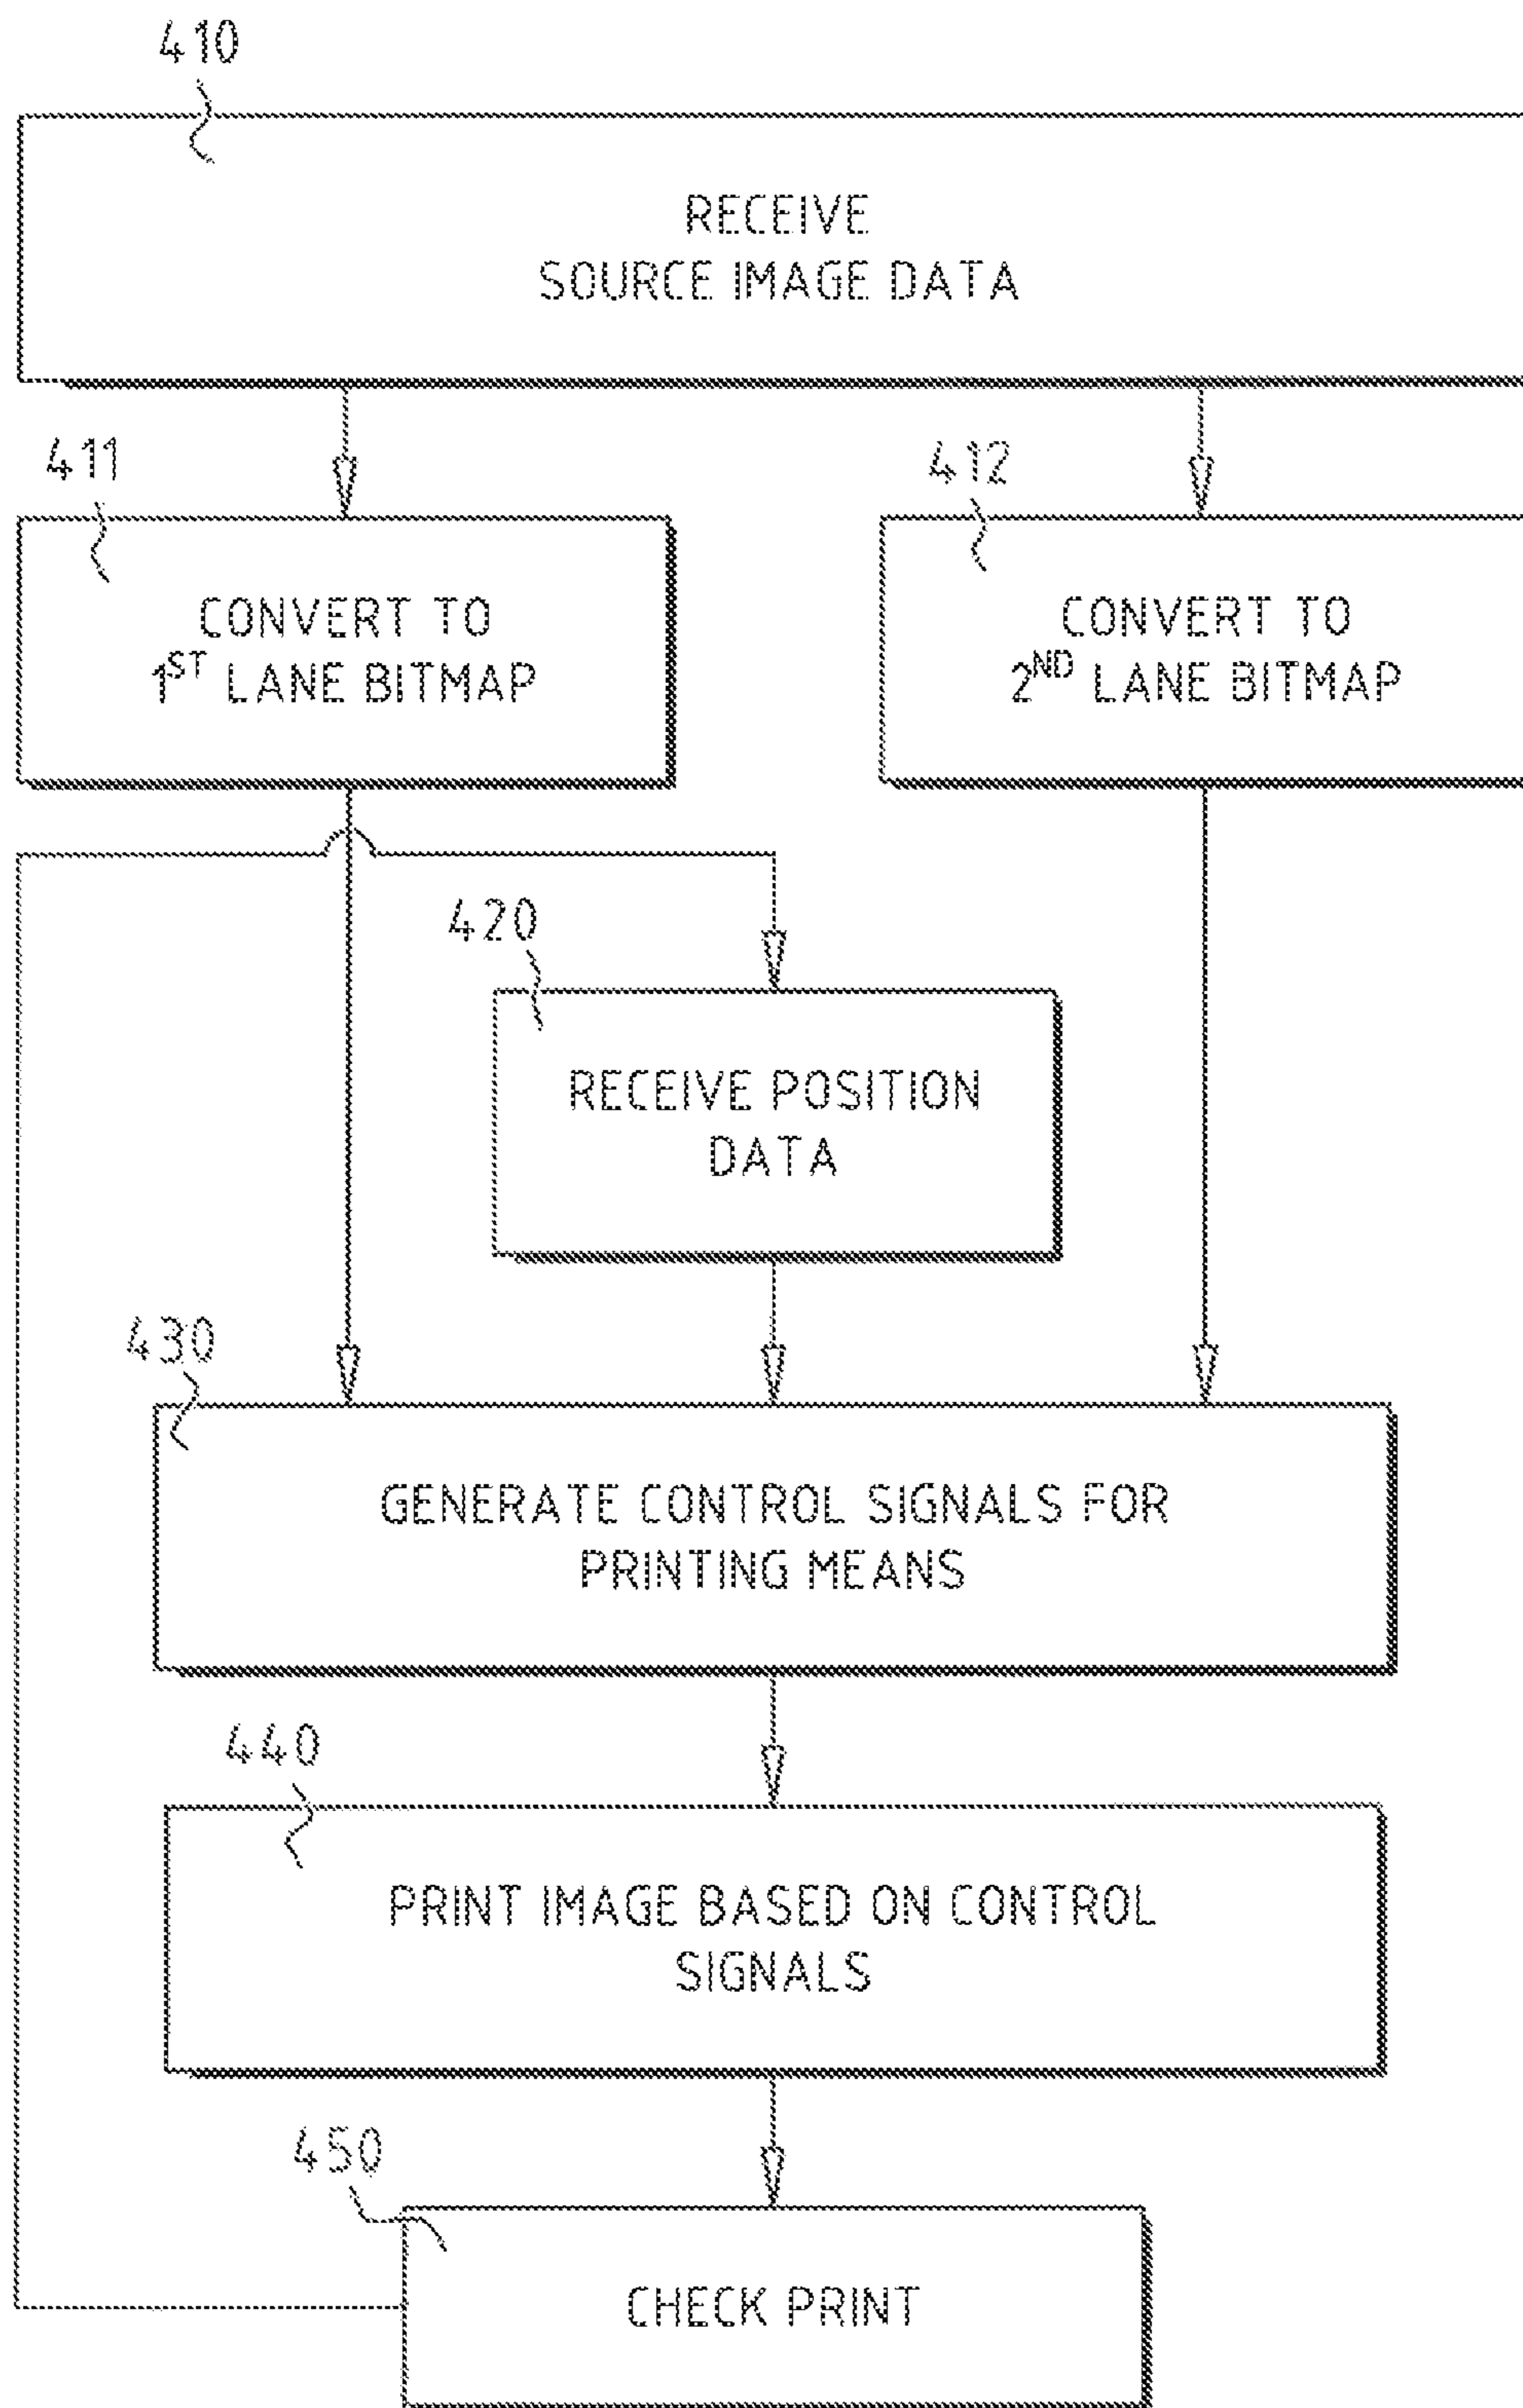 410
RECEIVE
SOURCE IMAGE DATA
411
412
CONVERT TO
1ST LANE BITMAP
CONVERT TO
2ND LANE BITMAP
420
RECEIVE POSITION
DATA
430
GENERATE CONTROL SIGNALS FOR
PRINTING MEANS
440
PRINT IMAGE BASED ON CONTROL
SIGNALS
450
CHECK PRINT